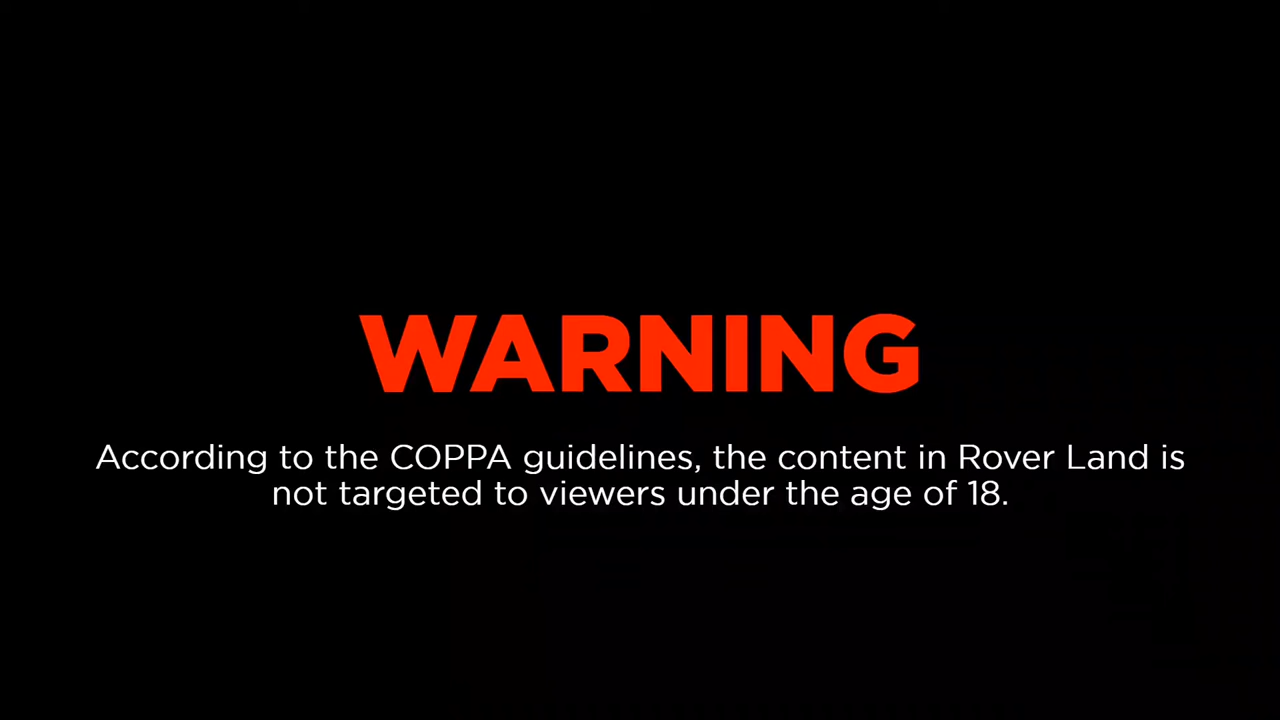 WARNING
According to the COPPA guidelines, the content in Rover Land is
not targeted to viewers under the age of 18.